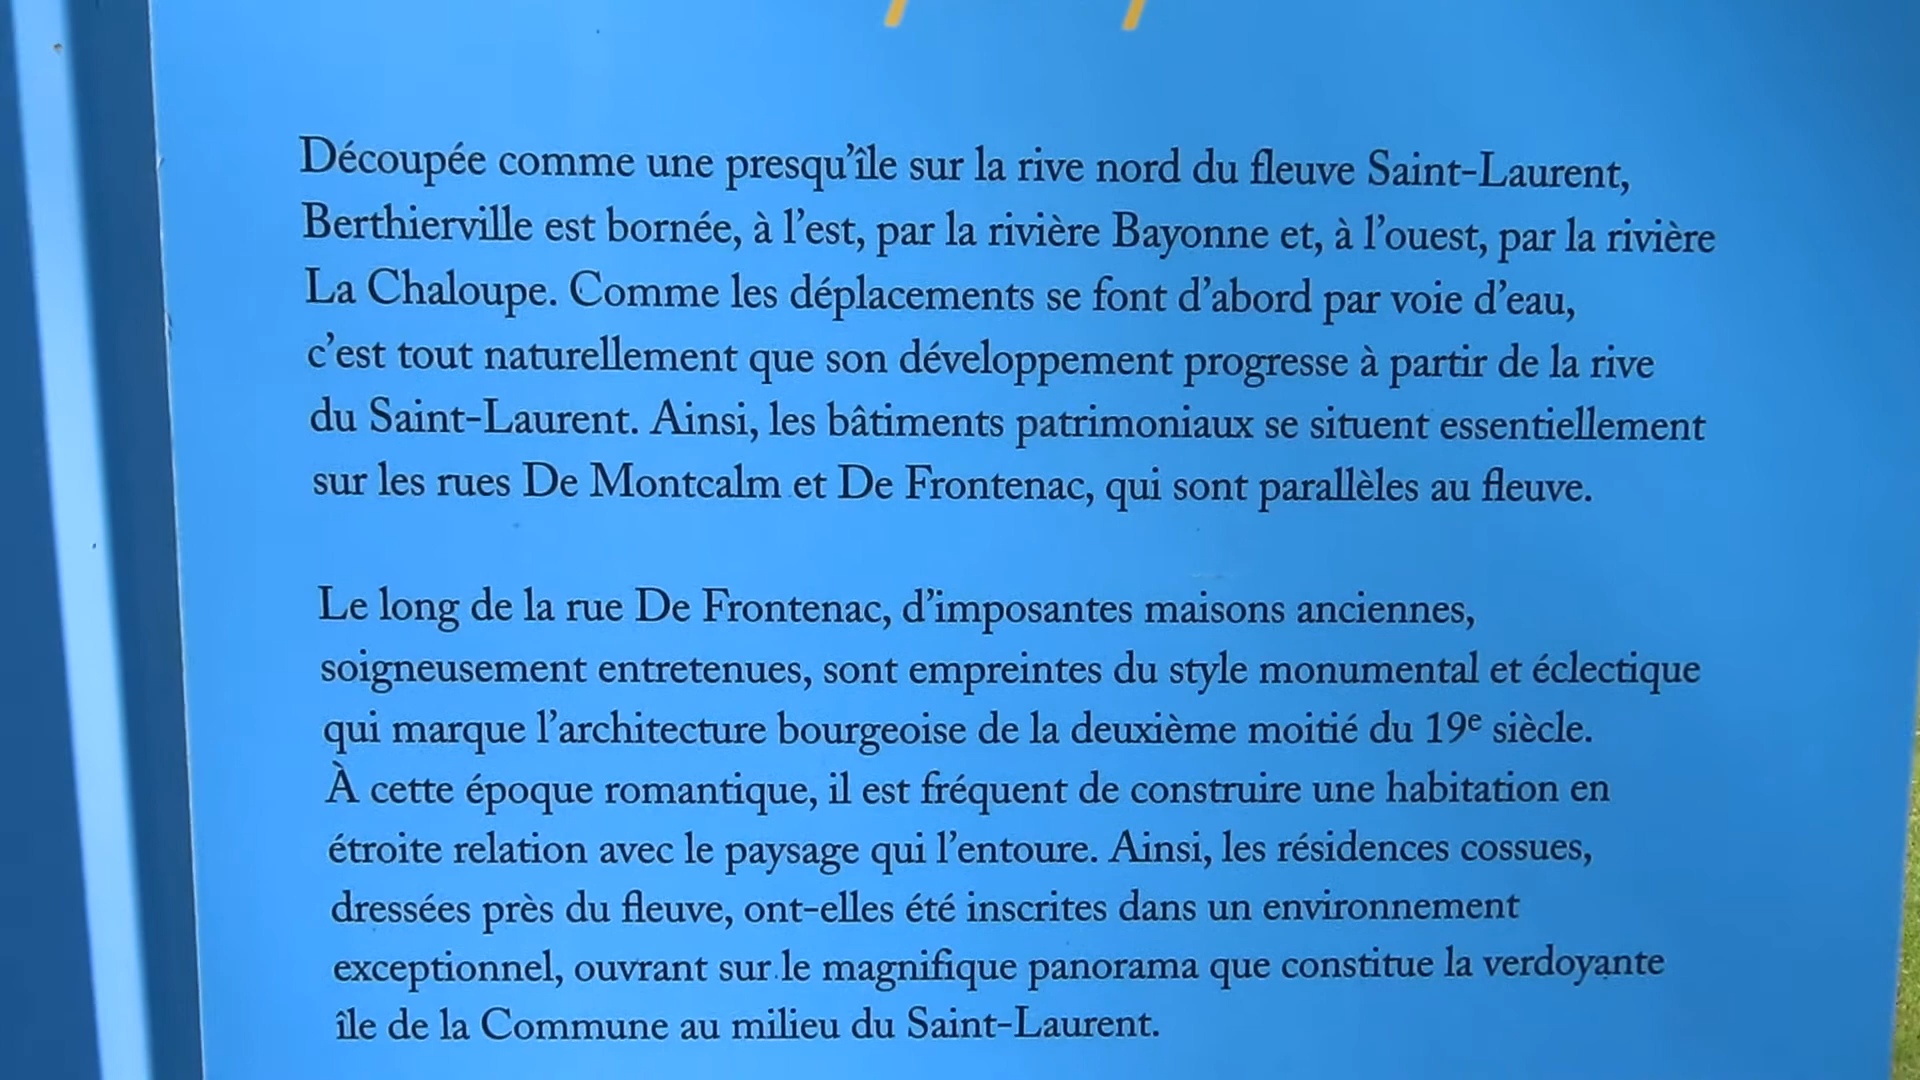 Découpée comme une presqu'île sur la rive nord du fleuve Saint-Laurent,
Berthierville est bornée, à l'est, par la rivière Bayonne et, à l'ouest, par la rivière
La Chaloupe. Comme les déplacements se font d'abord par voie d'eau,
c'est tout naturellement que son développement progresse à partir de la rive
du Saint-Laurent. Ainsi, les bâtiments patrimoniaux se situent essentiellement
sur les rues De Montcalm et De Frontenac, qui sont parallèles au fleuve.
Le long de la rue De Frontenac, d'imposantes maisons anciennes,
soigneusement entretenues, sont empreintes du style monumental et éclectique
qui marque l'architecture bourgeoise de la deuxième moitié du 19e siècle.
À cette époque romantique, il est fréquent de construire une habitation en
étroite relation avec le paysage qui l'entoure. Ainsi, les résidences cossues,
dressées près du fleuve, ont-elles été inscrites dans un environnement
exceptionnel, ouvrant sur le magnifique panorama que constitue la verdoyante
île de la Commune au milieu du Saint-Laurent.